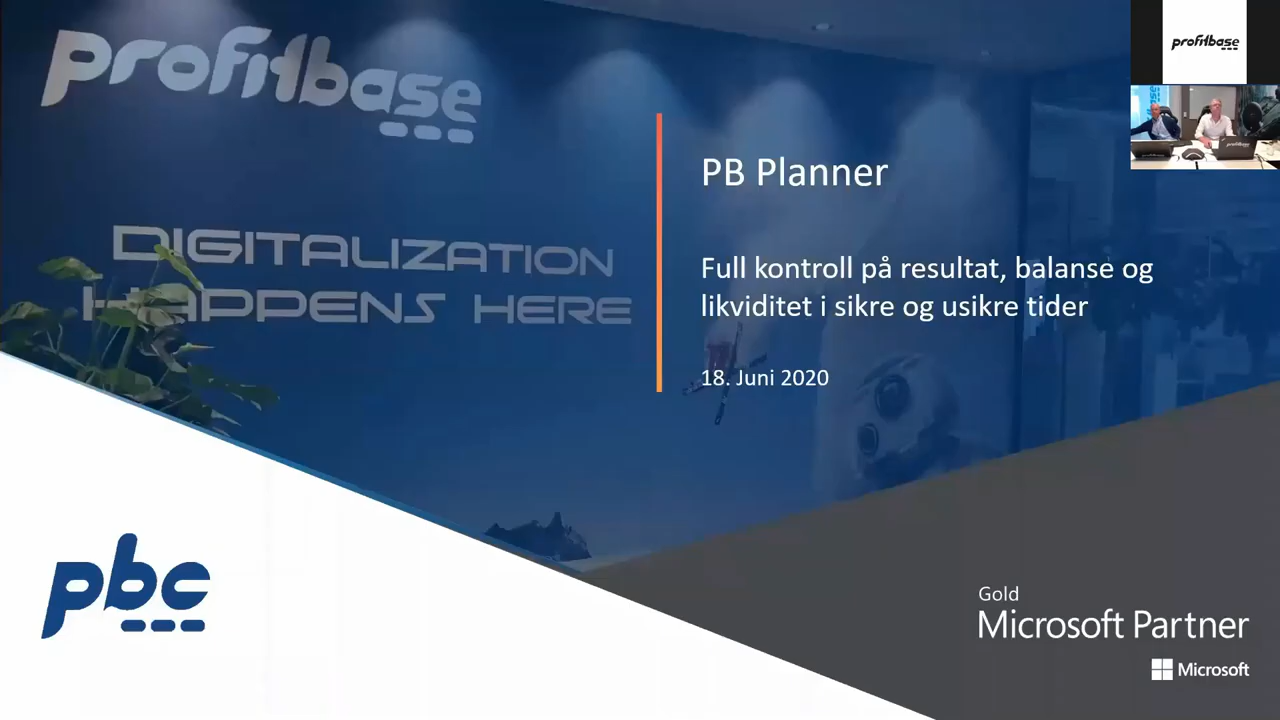 profitbase
DIGITALIZATION
HAPPENS HERE
PB Planner
Full kontroll på resultat, balanse og
likviditet i sikre og usikre tider
18. Juni 2020
profitbase
profitbase
pbc
Gold
Microsoft Partner
Microsoft